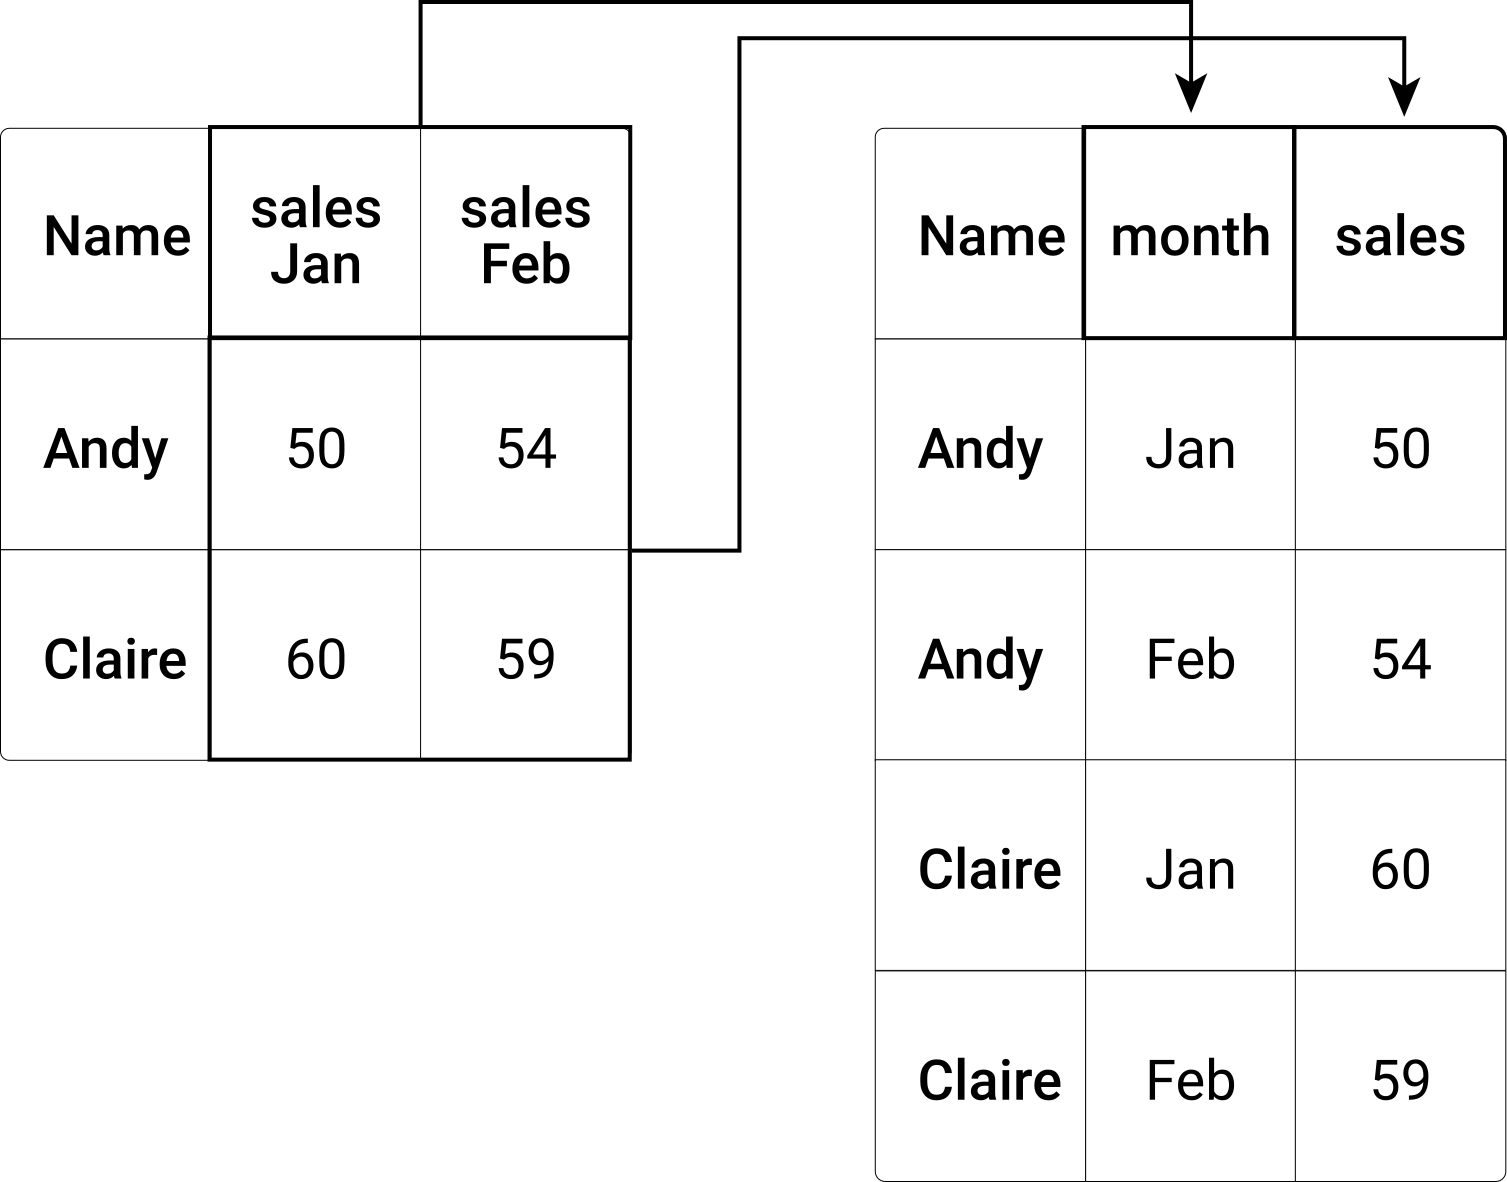 Name sales Jan sales Feb
Andy 50 54
Claire 60 59
Name month sales
Andy Jan 50
Andy Feb 54
Claire Jan 60
Claire Feb 59